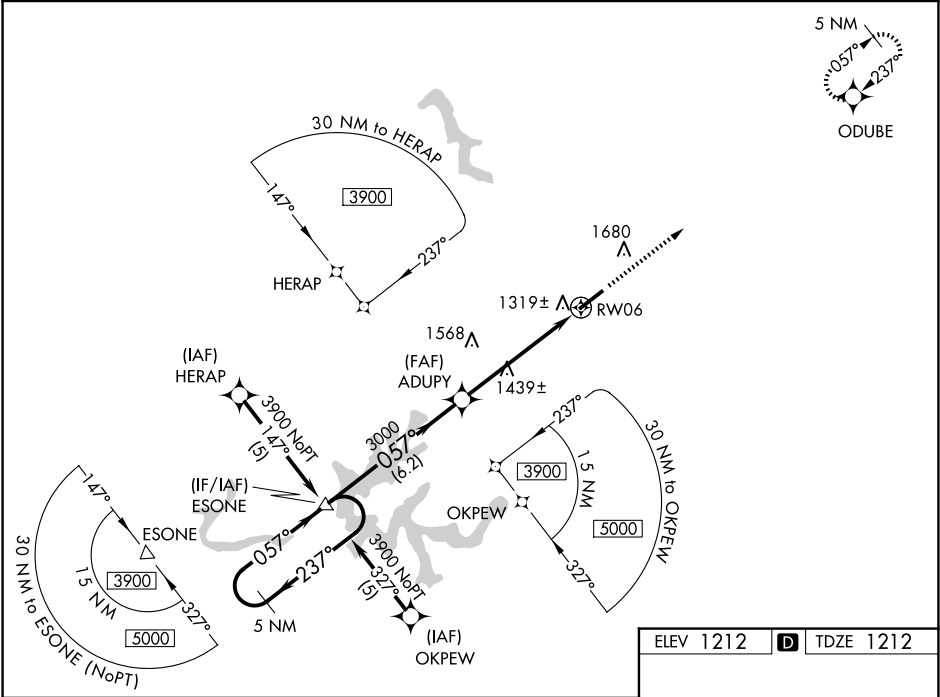 5 NM
057°
237°
ODUBE
30 NM to HERAP
3900
147°
237°
HERAP
1680
1319±
RW06
1568
(FAF)
ADUPY
1439±
(IAF)
HERAP
3900 NoPT
147°
(5)
3000
057°
(6.2)
237°
15 NM
3900
30 NM to OKPEW
OKPEW
5000
327°
(IF/IAF)
ESONE
147°
ESONE
057°
237°
3900 NoPT
327°
(5)
3900
15 NM
327°
5000
30 NM to ESONE (NoPT)
5 NM
(IAF)
OKPEW
ELEV 1212 D TDZE 1212